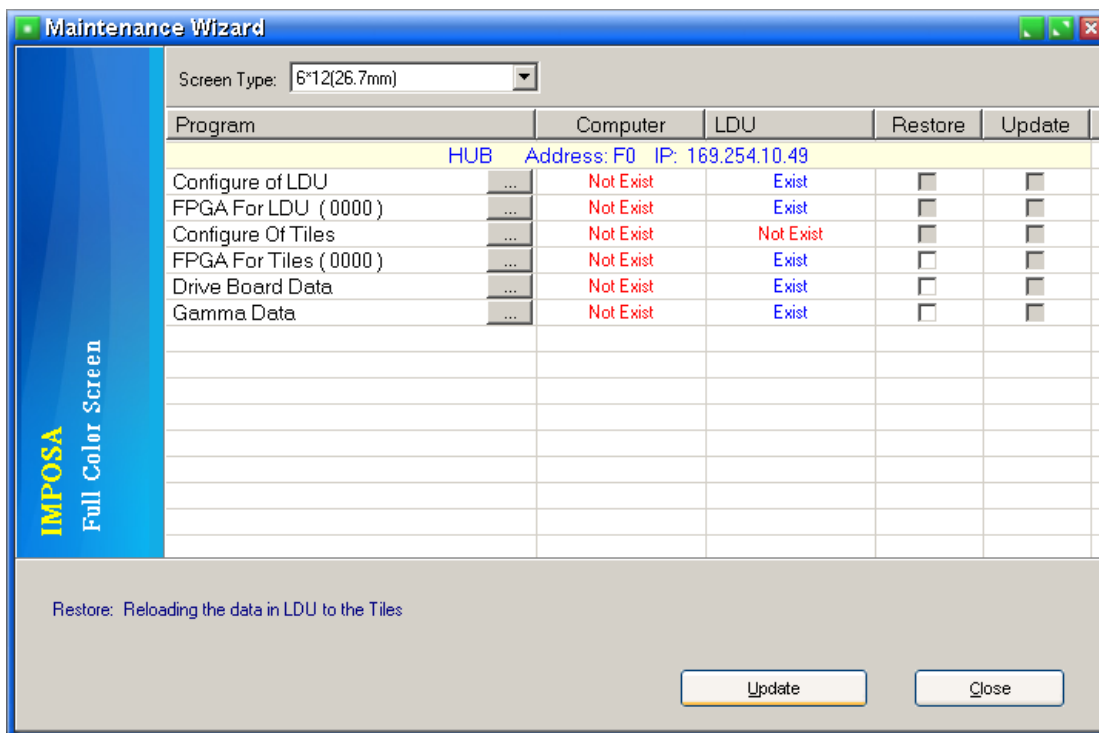 Maintenance Wizard
Screen Type: 6*12(26.7mm)
Program Computer LDU Restore Update
HUB Address: F0 IP: 169.254.10.49
Configure of LDU ... Not Exist Exist
FPGA For LDU ( 0000 ) ... Not Exist Exist
Configure Of Tiles ... Not Exist Not Exist
FPGA For Tiles ( 0000 ) ... Not Exist Exist
Drive Board Data ... Not Exist Exist
Gamma Data ... Not Exist Exist
IMPOSA
Full Color Screen
Restore: Reloading the data in LDU to the Tiles
Update Close